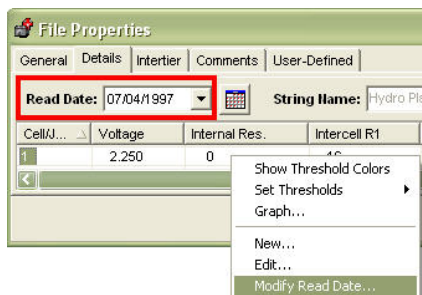 File Properties
General Details Intertier Comments User-Defined
Read Date: 07/04/1997 String Name: Hydro
Cell/J... Voltage Internal Res. Intercell R1
1 2.250 0
Show Threshold Colors
Set Thresholds
Graph...
New...
Edit...
Modify Read Date...